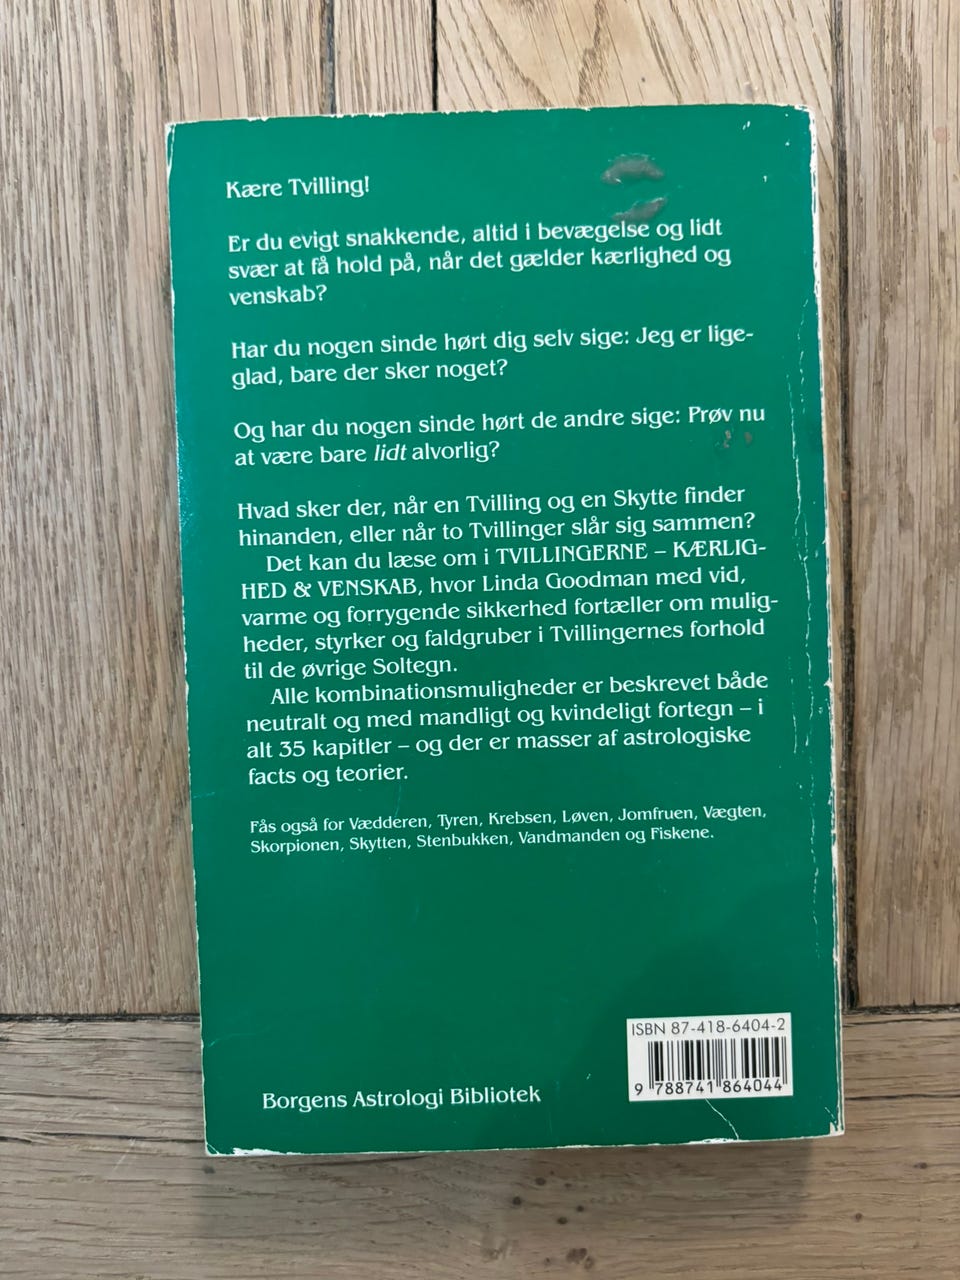 Kære Tvilling!
Er du evigt snakkende, altid i bevægelse og lidt
svær at få hold på, når det gælder kærlighed og
venskab?
Har du nogen sinde hørt dig selv sige: Jeg er lige-
glad, bare der sker noget?
Og har du nogen sinde hørt de andre sige: Prøv nu
at være bare lidt alvorlig?
Hvad sker der, når en Tvilling og en Skytte finder
hinanden, eller når to Tvillinger slår sig sammen?
Det kan du læse om i TVILLINGERNE – KÆRLIG-
HED & VENSKAB, hvor Linda Goodman med vid,
varme og forrygende sikkerhed fortæller om mulig-
heder, styrker og faldgruber i Tvillingernes forhold
til de øvrige Soltegn.
Alle kombinationsmuligheder er beskrevet både
neutralt og med mandligt og kvindeligt fortegn – i
alt 35 kapitler – og der er masser af astrologiske
facts og teorier.
Fås også for Vædderen, Tyren, Krebsen, Løven, Jomfruen, Vægten,
Skorpionen, Skytten, Stenbukken, Vandmanden og Fiskene.
ISBN 87-418-6404-2
9 788741 864044
Borgens Astrologi Bibliotek